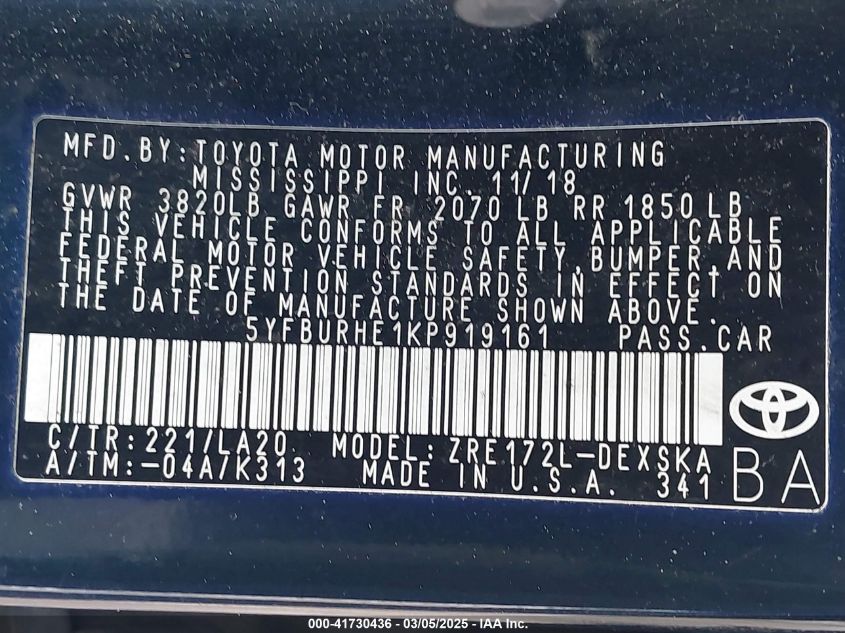 MFD.BY:TOYOTA MOTOR MANUFACTURING
MISSISSIPPI INC. 11/18
GVWR 3820LB GAWR FR 2070 LB RR 1850LB
THIS VEHICLE CONFORMS TO ALL APPLICABLE
FEDERAL MOTOR VEHICLE SAFETY,BUMPER,AND
THEFT PREVENTION STANDARDS IN EFFECT ON
THE DATE OF MANUFACTURE SHOWN ABOVE.
5YFBURHE1KP919161 PASS.CAR
C/TR:221/LA20 MODEL:ZRE172L-DEXSKA
A/TM:-04A/K313 MADE IN U.S.A. 341
BA
000-41730436 - 03/05/2025 - IAA Inc.